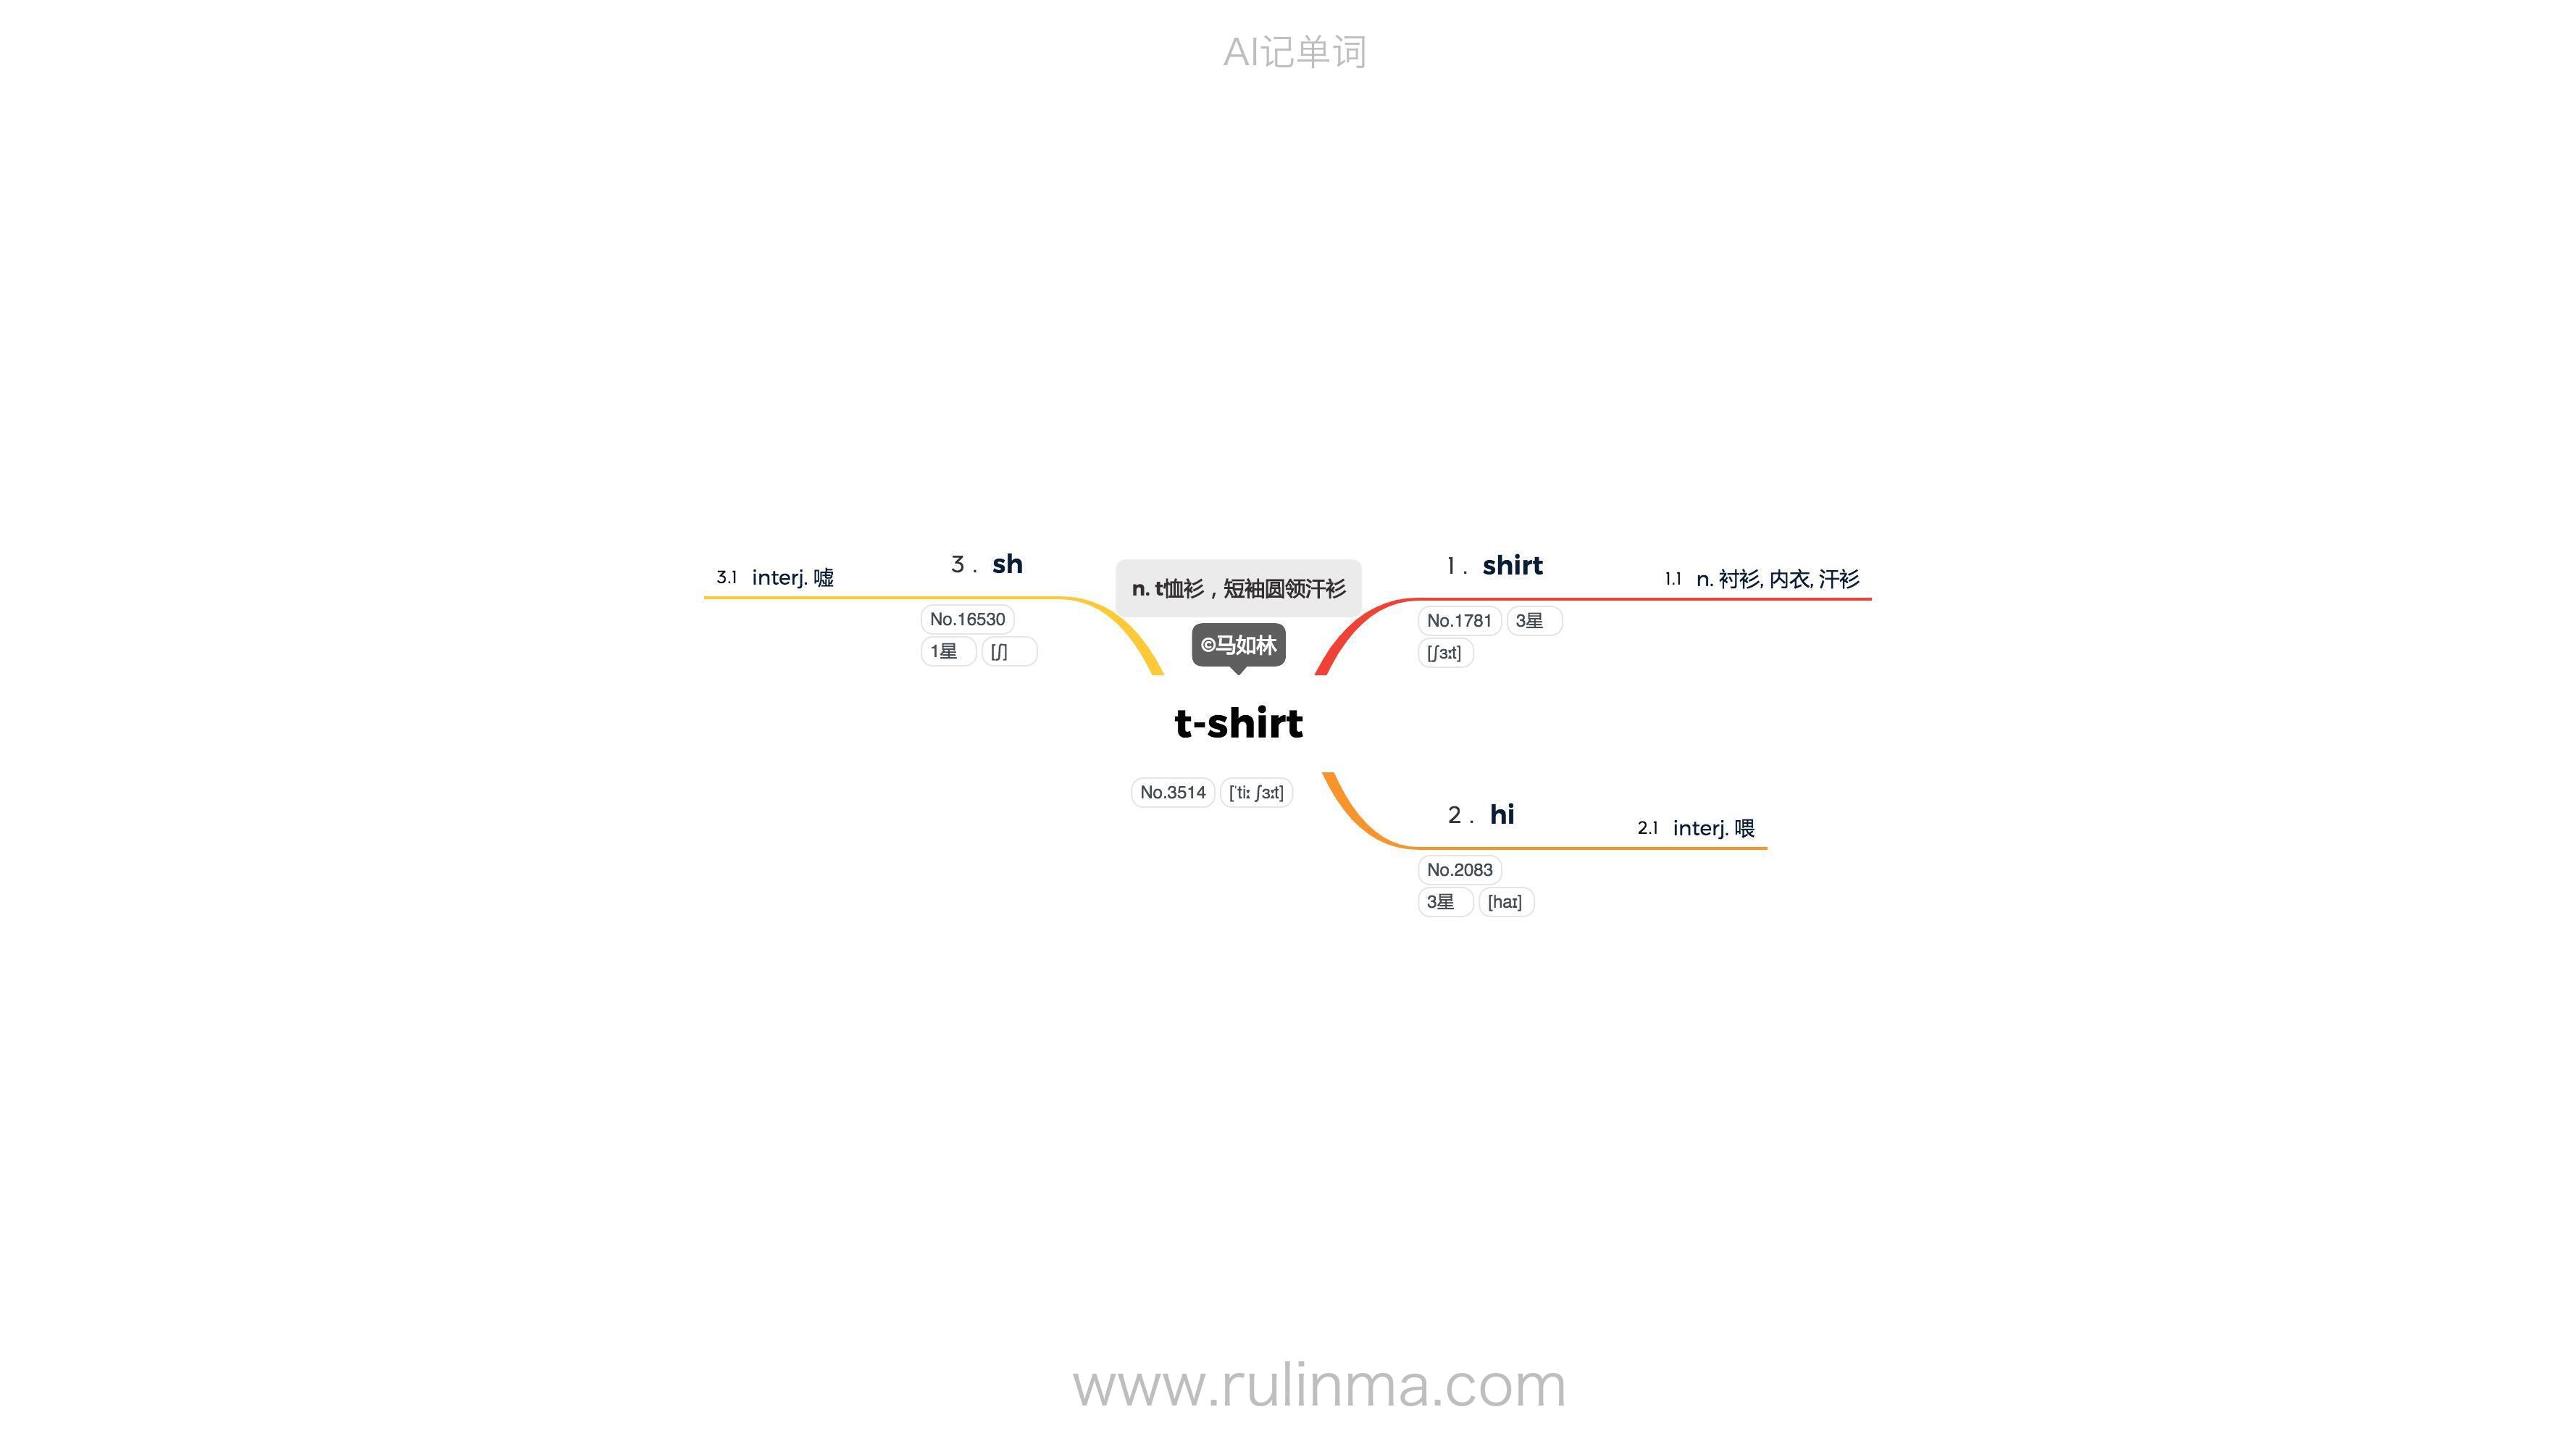 AI记单词
3 . sh
3.1 interj. 嘘
No.16530
1星 [ʃ]
n. t恤衫，短袖圆领汗衫
©马如林
t-shirt
No.3514 [ˈtiː ʃɜːt]
1 . shirt
1.1 n. 衬衫, 内衣, 汗衫
No.1781 3星
[ʃɜːt]
2 . hi
2.1 interj. 喂
No.2083
3星 [haɪ]
www.rulinma.com